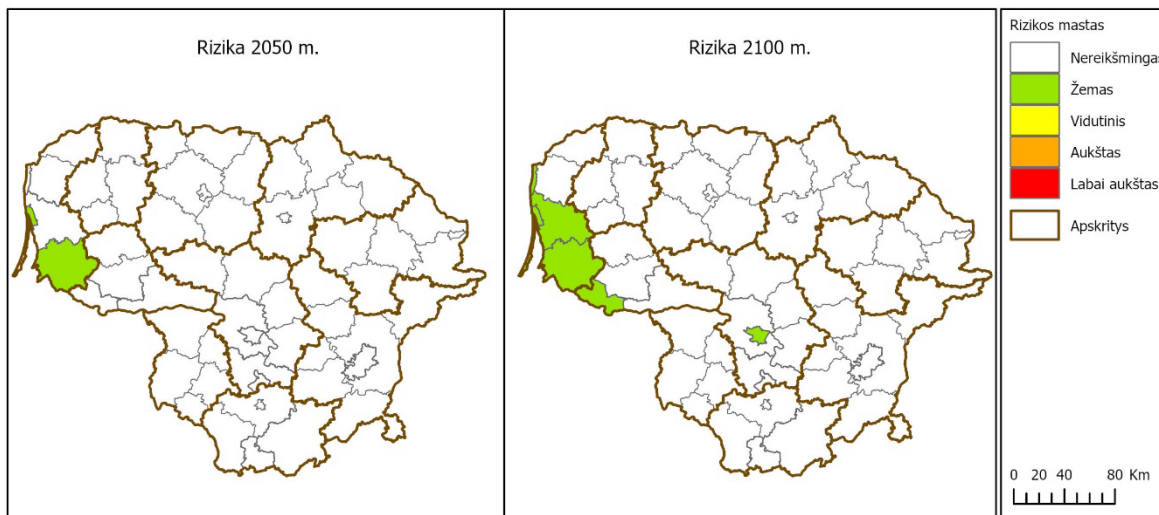 Rizika 2050 m.
Rizika 2100 m.
Rizikos mastas
Nereikšmingas
Žemas
Vidutinis
Aukštas
Labai aukštas
Apskritys
0 20 40 80 Km